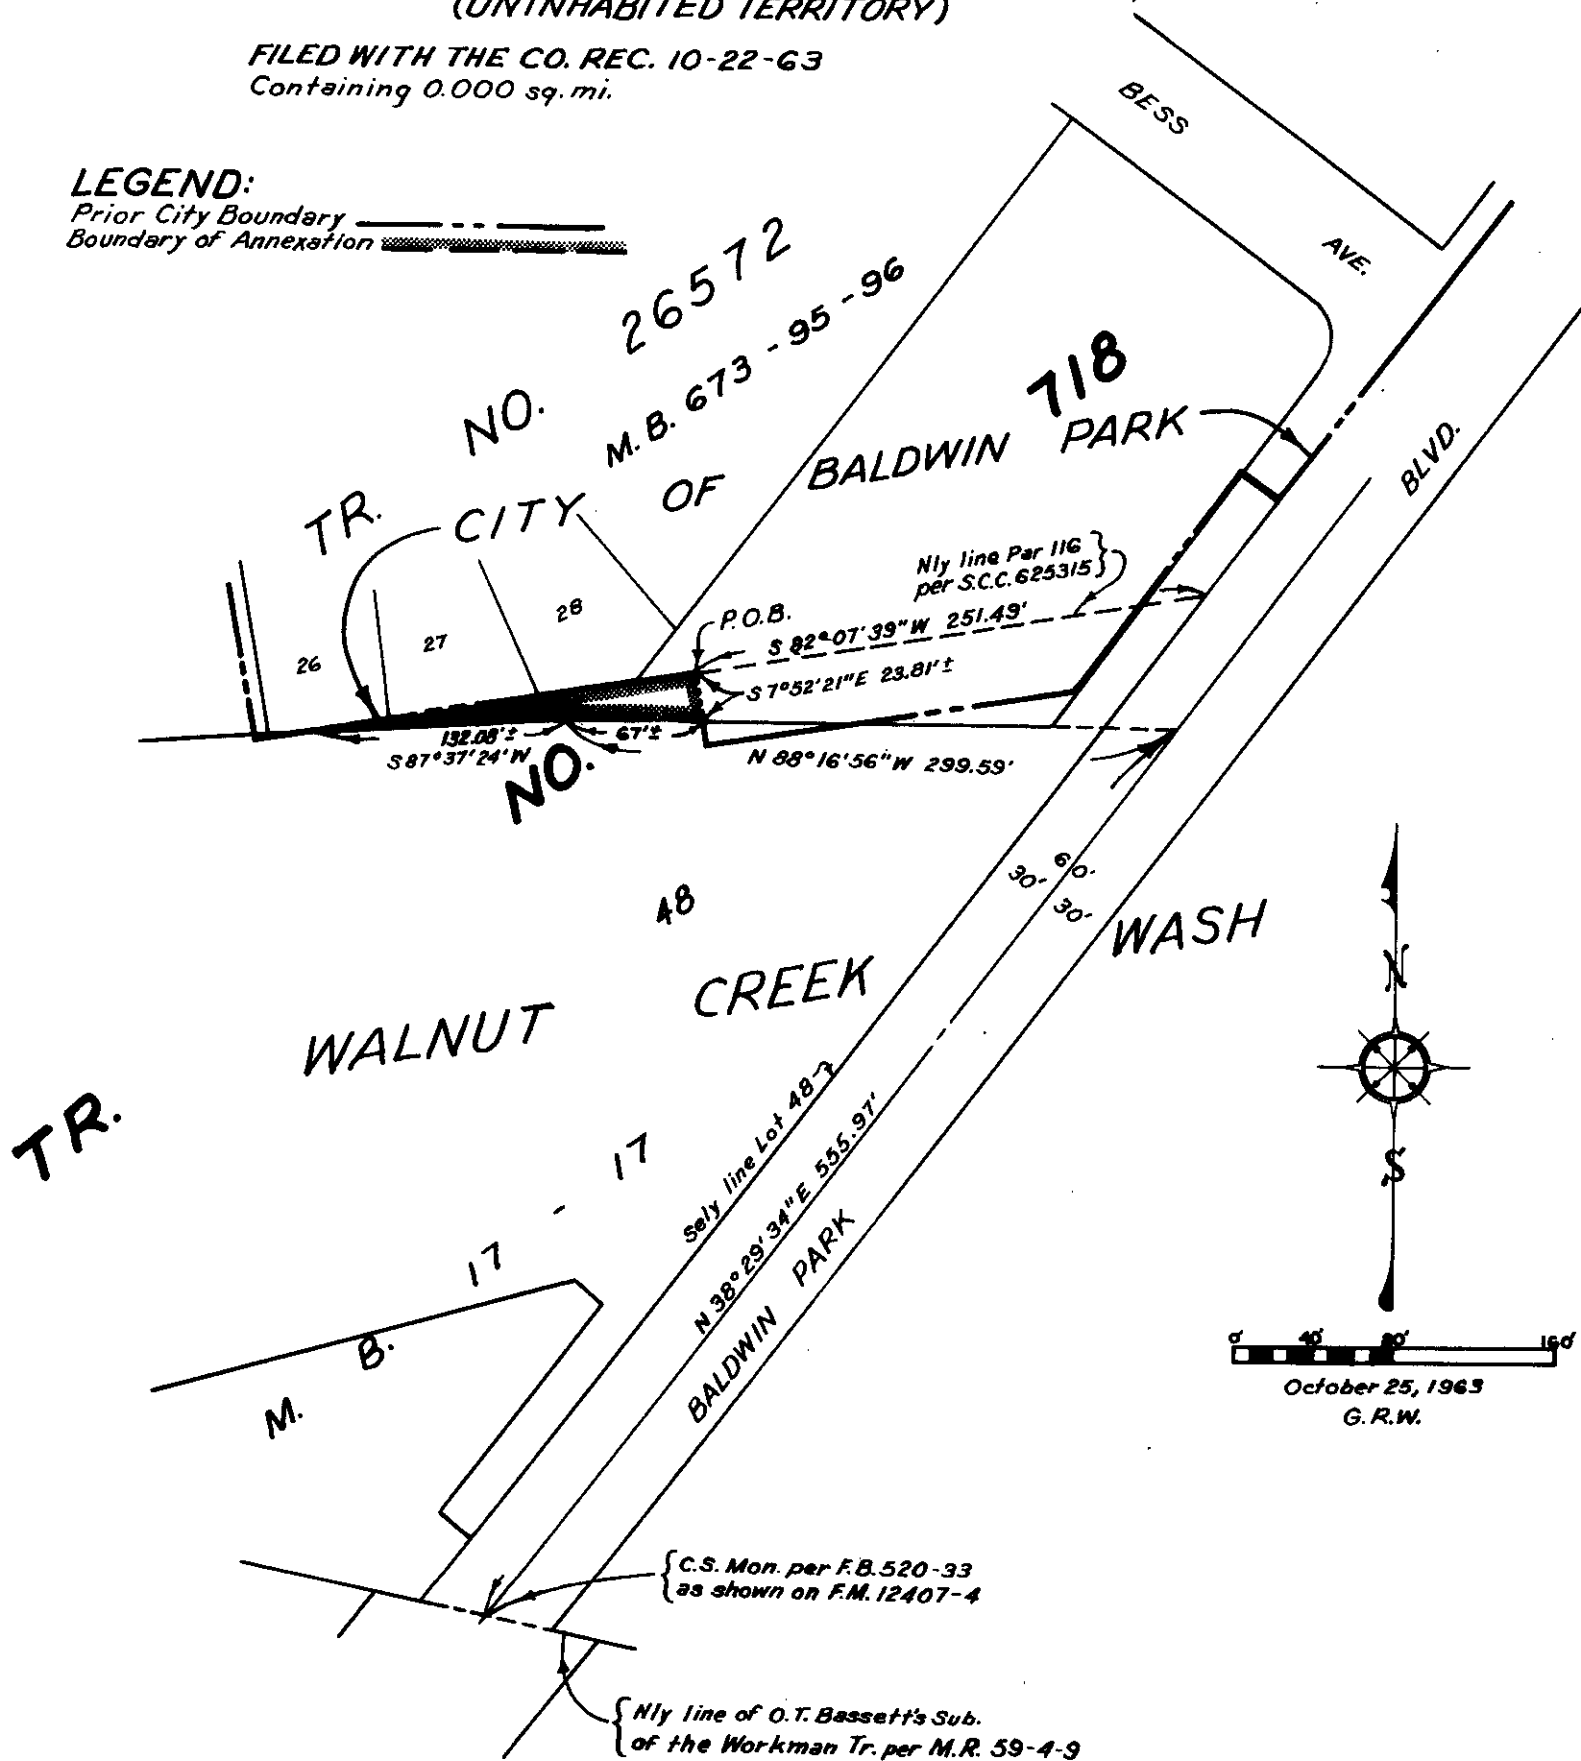 (UNINHABITED TERRITORY)
FILED WITH THE CO. REC. 10-22-63
Containing 0.000 sq. mi.
LEGEND:
Prior City Boundary
Boundary of Annexation
BESS
AVE.
TR. NO. 26572
M. B. 673 - 95 - 96
718
CITY OF BALDWIN PARK
BLVD.
Nly line Par 116
per S.C.C. 625315
26
27
28
P.O.B.
S 82°07'39" W 251.49'
S 7°52'21" E 23.81'±
132.08'±
67'±
S 87°37'24" W
N 88°16'56" W 299.59'
NO.
60'
30'
30'
48
WALNUT CREEK WASH
TR.
Sely line Lot 48
N 38°29'34" E 555.97'
BALDWIN PARK
M. B. 17 - 17
N
S
0' 40' 80' 160'
October 25, 1963
G. R. W.
C.S. Mon. per F.B. 520-33
as shown on F.M. 12407-4
Nly line of O.T. Bassett's Sub.
of the Workman Tr. per M.R. 59-4-9